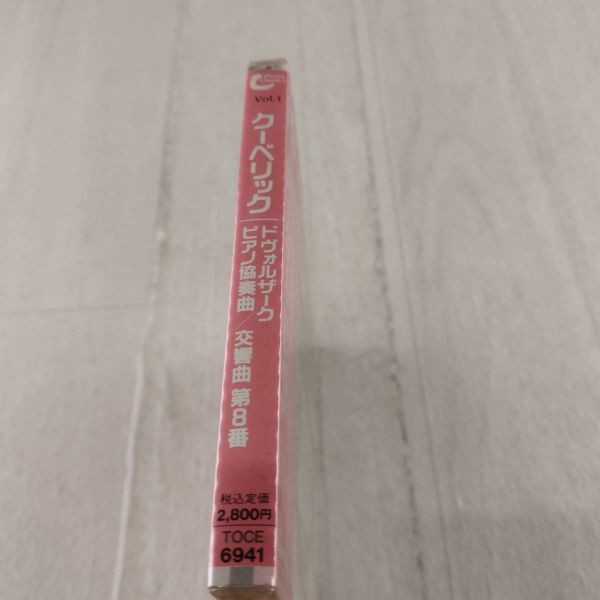 Vol.1
クーベリック
ドヴォルザーク
ピアノ協奏曲／交響曲 第8番
税込定価
2,800円
TOCE
6941